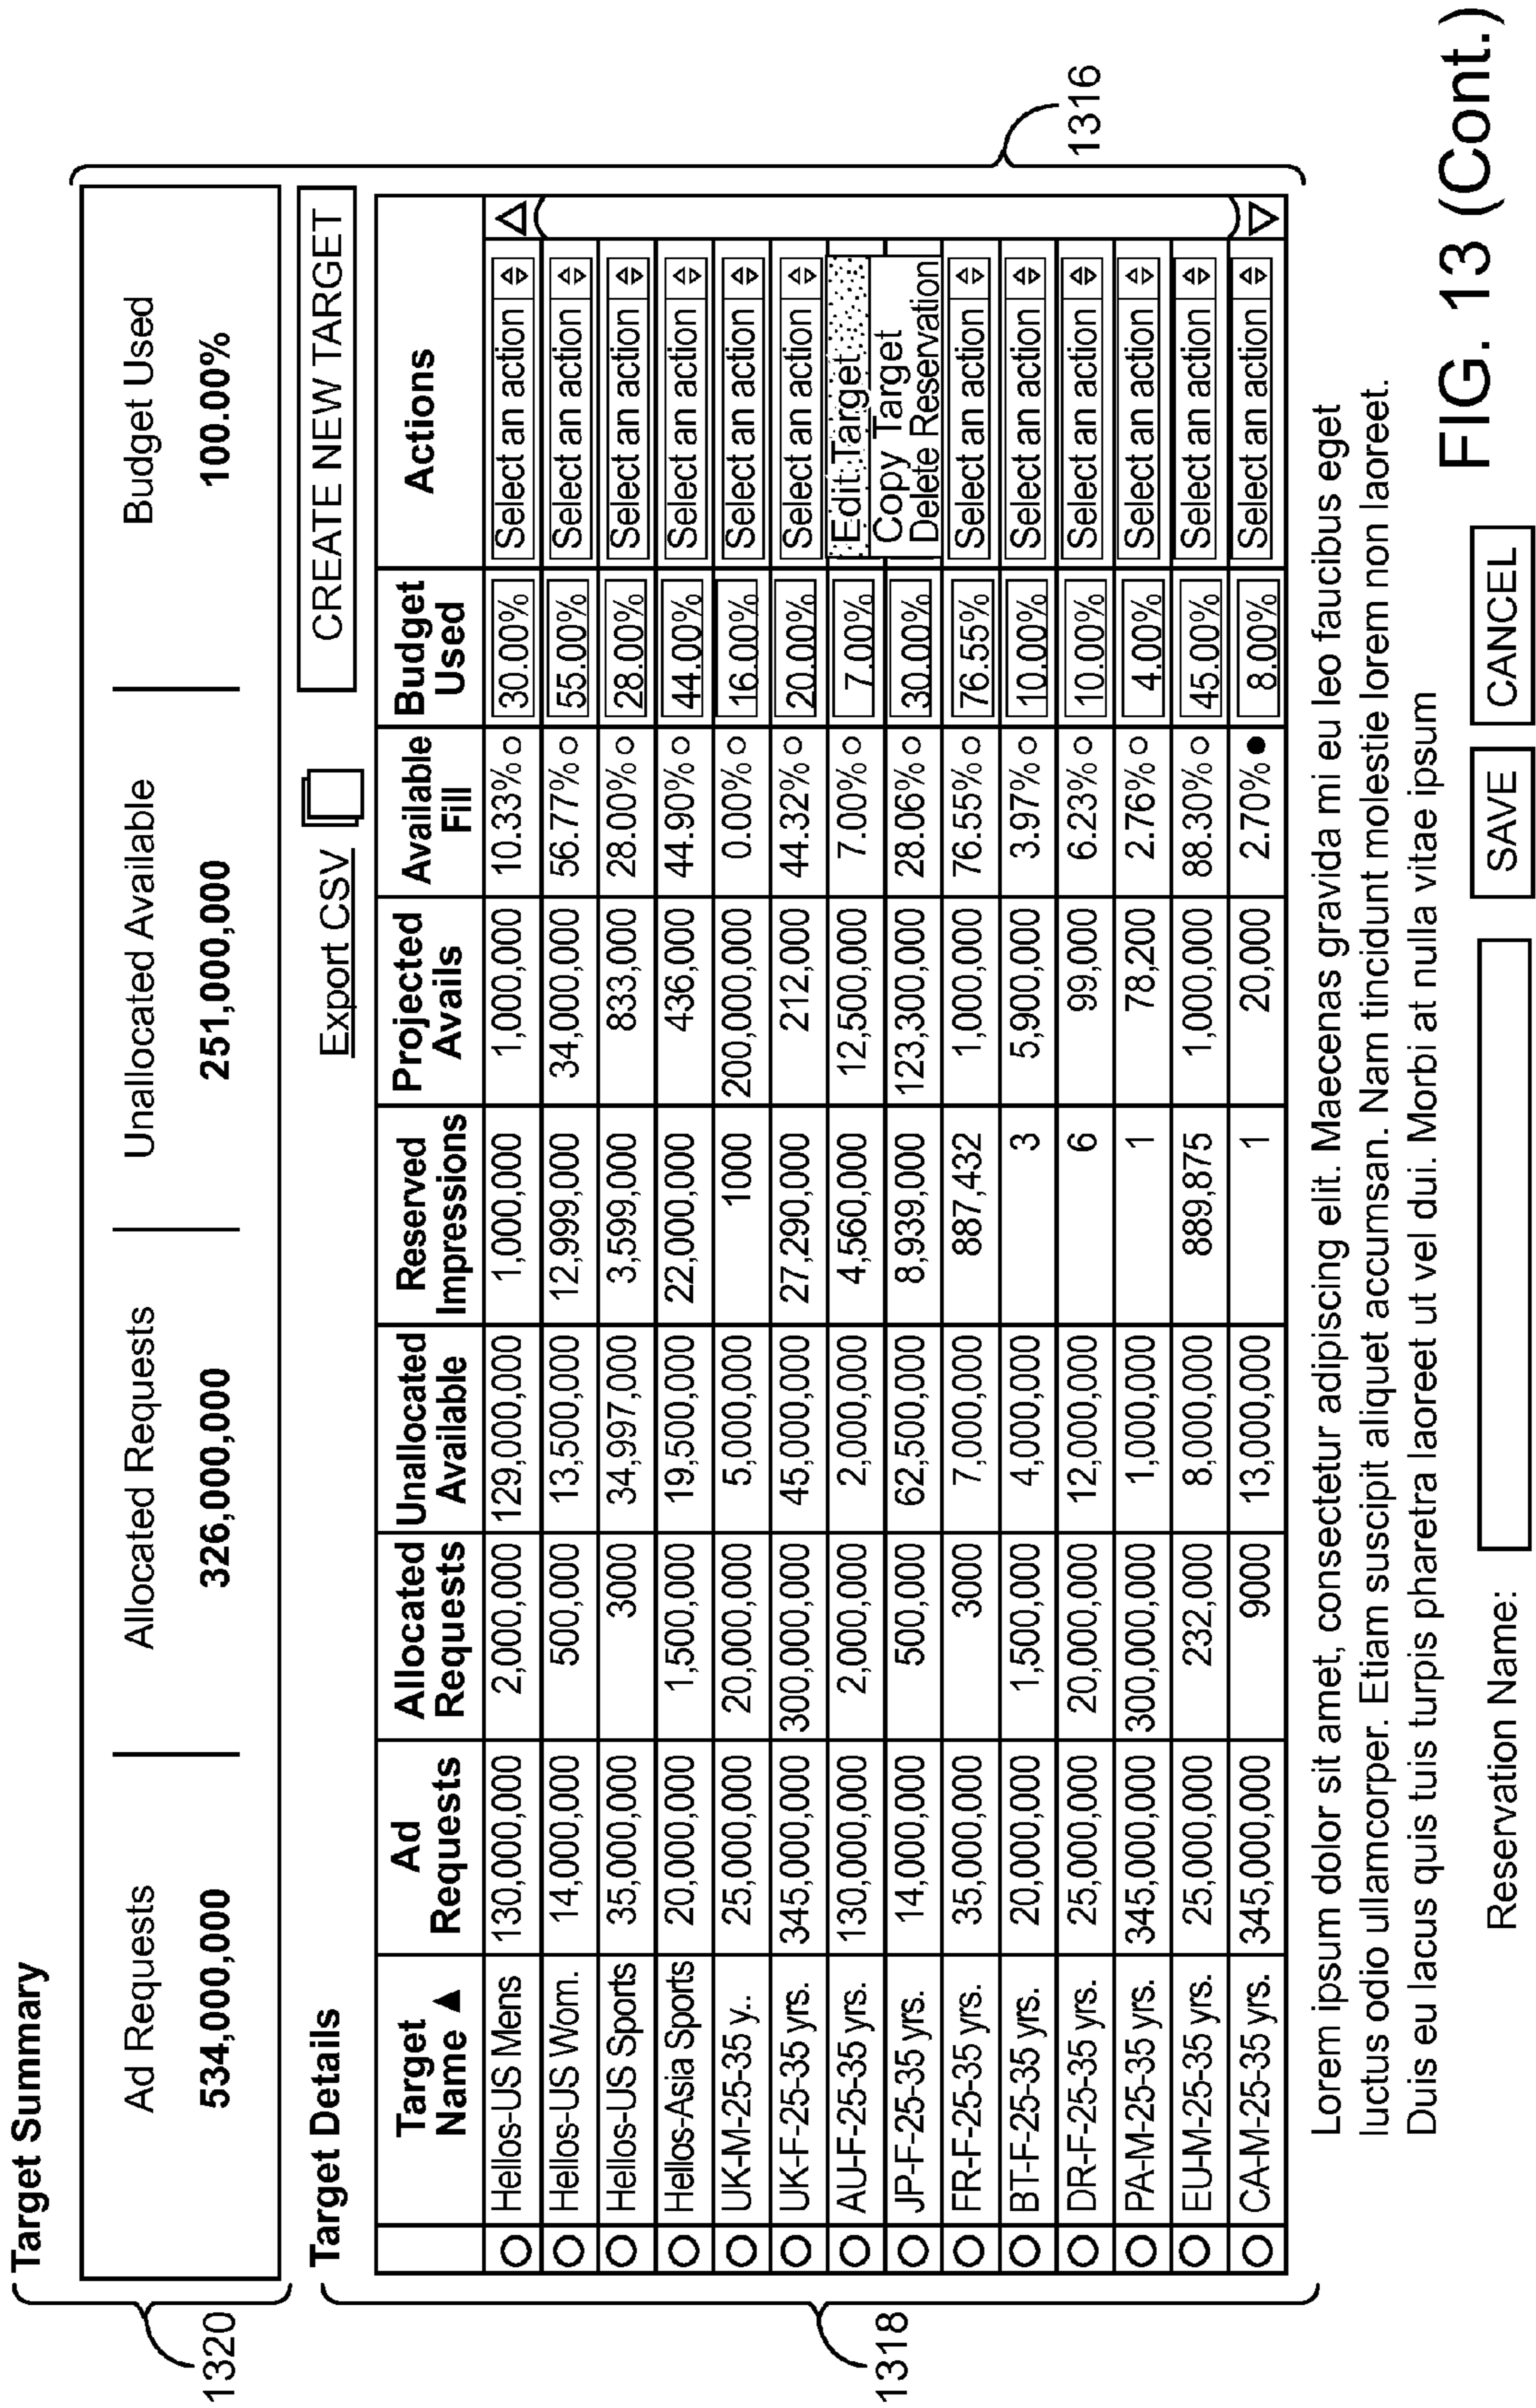 Target Summary
Ad Requests Allocated Requests Unallocated Available Budget Used
534,000,000 326,000,000 251,000,000 100.00%
1320
Target Details Export CSV CREATE NEW TARGET
Target Name ▲ Ad Requests Allocated Requests Unallocated Available Reserved Impressions Projected Avails Available Fill Budget Used Actions
Hellos-US Mens 130,000,000 2,000,000 129,000,000 1,000,000 1,000,000 10.33% 30.00% Select an action
Hellos-US Wom. 14,000,000 500,000 13,500,000 12,999,000 34,000,000 56.77% 55.00% Select an action
Hellos-US Sports 35,000,000 3000 34,997,000 3,599,000 833,000 28.00% 28.00% Select an action
Hellos-Asia Sports 20,000,000 1,500,000 19,500,000 22,000,000 436,000 44.90% 44.00% Select an action
UK-M-25-35 y.. 25,000,000 20,000,000 5,000,000 1000 200,000,000 0.00% 16.00% Select an action
UK-F-25-35 yrs. 345,000,000 300,000,000 45,000,000 27,290,000 212,000 44.32% 20.00% Select an action
AU-F-25-35 yrs. 130,000,000 2,000,000 2,000,000 4,560,000 12,500,000 7.00% 7.00% Edit Target
Copy Target
JP-F-25-35 yrs. 14,000,000 500,000 62,500,000 8,939,000 123,300,000 28.06% 30.00% Delete Reservation
FR-F-25-35 yrs. 35,000,000 3000 7,000,000 887,432 1,000,000 76.55% 76.55% Select an action
BT-F-25-35 yrs. 20,000,000 1,500,000 4,000,000 3 5,900,000 3.97% 10.00% Select an action
DR-F-25-35 yrs. 25,000,000 20,000,000 12,000,000 6 99,000 6.23% 10.00% Select an action
PA-M-25-35 yrs. 345,000,000 300,000,000 1,000,000 1 78,200 2.76% 4.00% Select an action
EU-M-25-35 yrs. 25,000,000 232,000 8,000,000 889,875 1,000,000 88.30% 45.00% Select an action
CA-M-25-35 yrs. 345,000,000 9000 13,000,000 1 20,000 2.70% 8.00% Select an action
1318
1316
Lorem ipsum dolor sit amet, consectetur adipiscing elit. Maecenas gravida mi eu leo faucibus eget
luctus odio ullamcorper. Etiam suscipit aliquet accumsan. Nam tincidunt molestie lorem non laoreet.
Duis eu lacus quis tuis turpis pharetra laoreet ut vel dui. Morbi at nulla vitae ipsum
Reservation Name: SAVE CANCEL
FIG. 13 (Cont.)